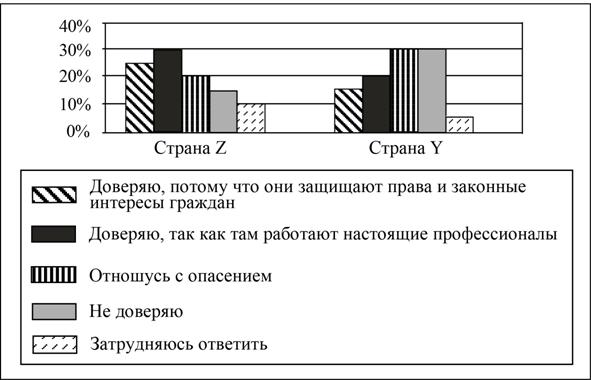 40%
30%
20%
10%
0%
Страна Z
Страна Y
Доверяю, потому что они защищают права и законные
интересы граждан
Доверяю, так как там работают настоящие профессионалы
Отношусь с опасением
Не доверяю
Затрудняюсь ответить